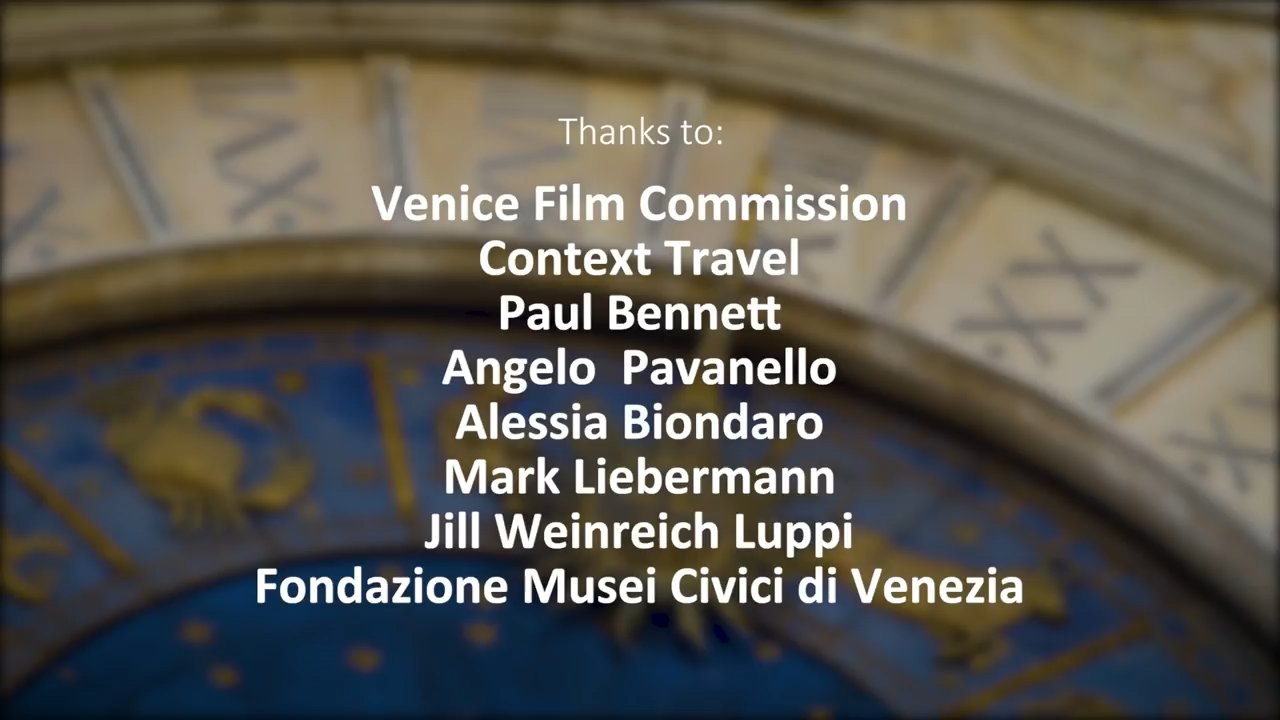 Thanks to:
Venice Film Commission
Context Travel
Paul Bennett
Angelo  Pavanello
Alessia Biondaro
Mark Liebermann
Jill Weinreich Luppi
Fondazione Musei Civici di Venezia